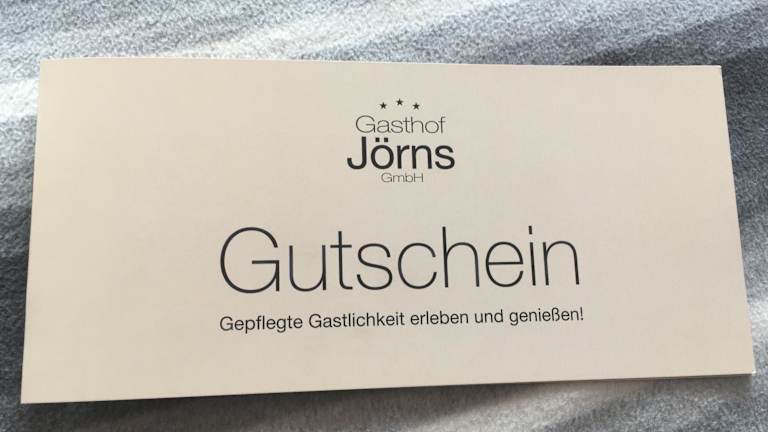 Gasthof
Jörns
GmbH
Gutschein
Gepflegte Gastlichkeit erleben und genießen!